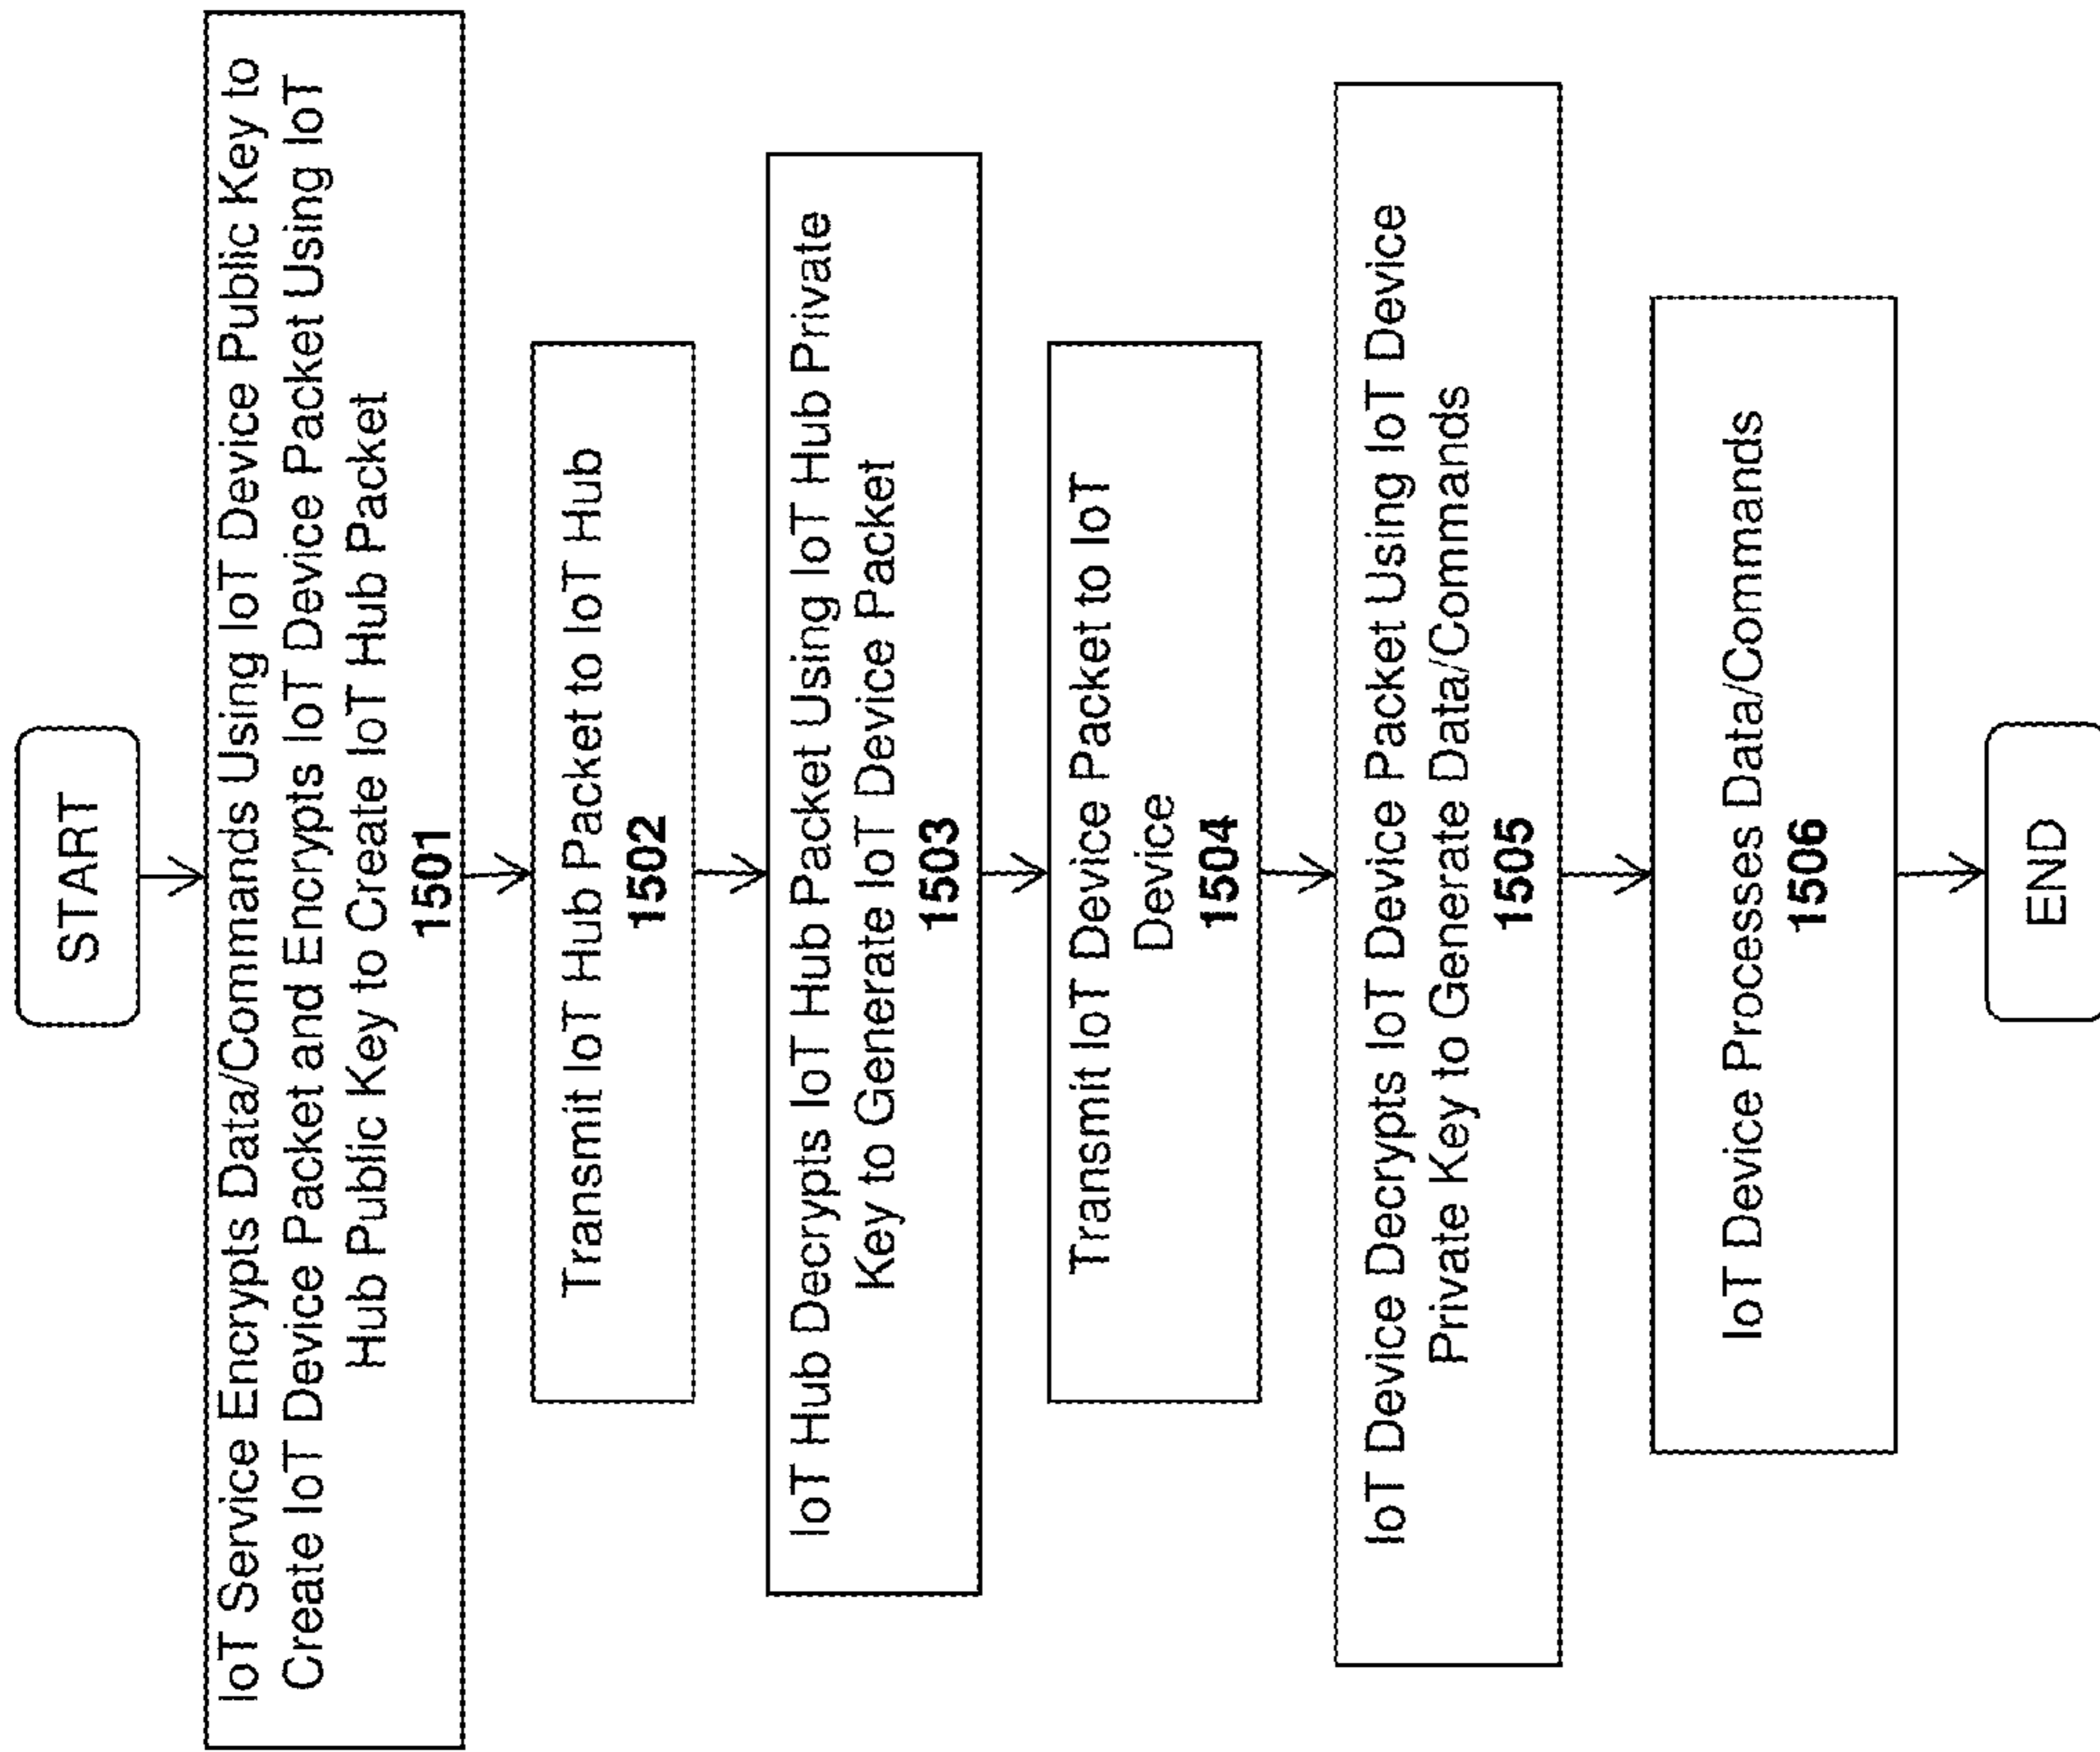 START
IoT Service Encrypts Data/Commands Using IoT Device Public Key to
Create IoT Device Packet and Encrypts IoT Device Packet Using IoT
Hub Public Key to Create IoT Hub Packet
1501
Transmit IoT Hub Packet to IoT Hub
1502
IoT Hub Decrypts IoT Hub Packet Using IoT Hub Private
Key to Generate IoT Device Packet
1503
Transmit IoT Device Packet to IoT
Device
1504
IoT Device Decrypts IoT Device Packet Using IoT Device
Private Key to Generate Data/Commands
1505
IoT Device Processes Data/Commands
1506
END